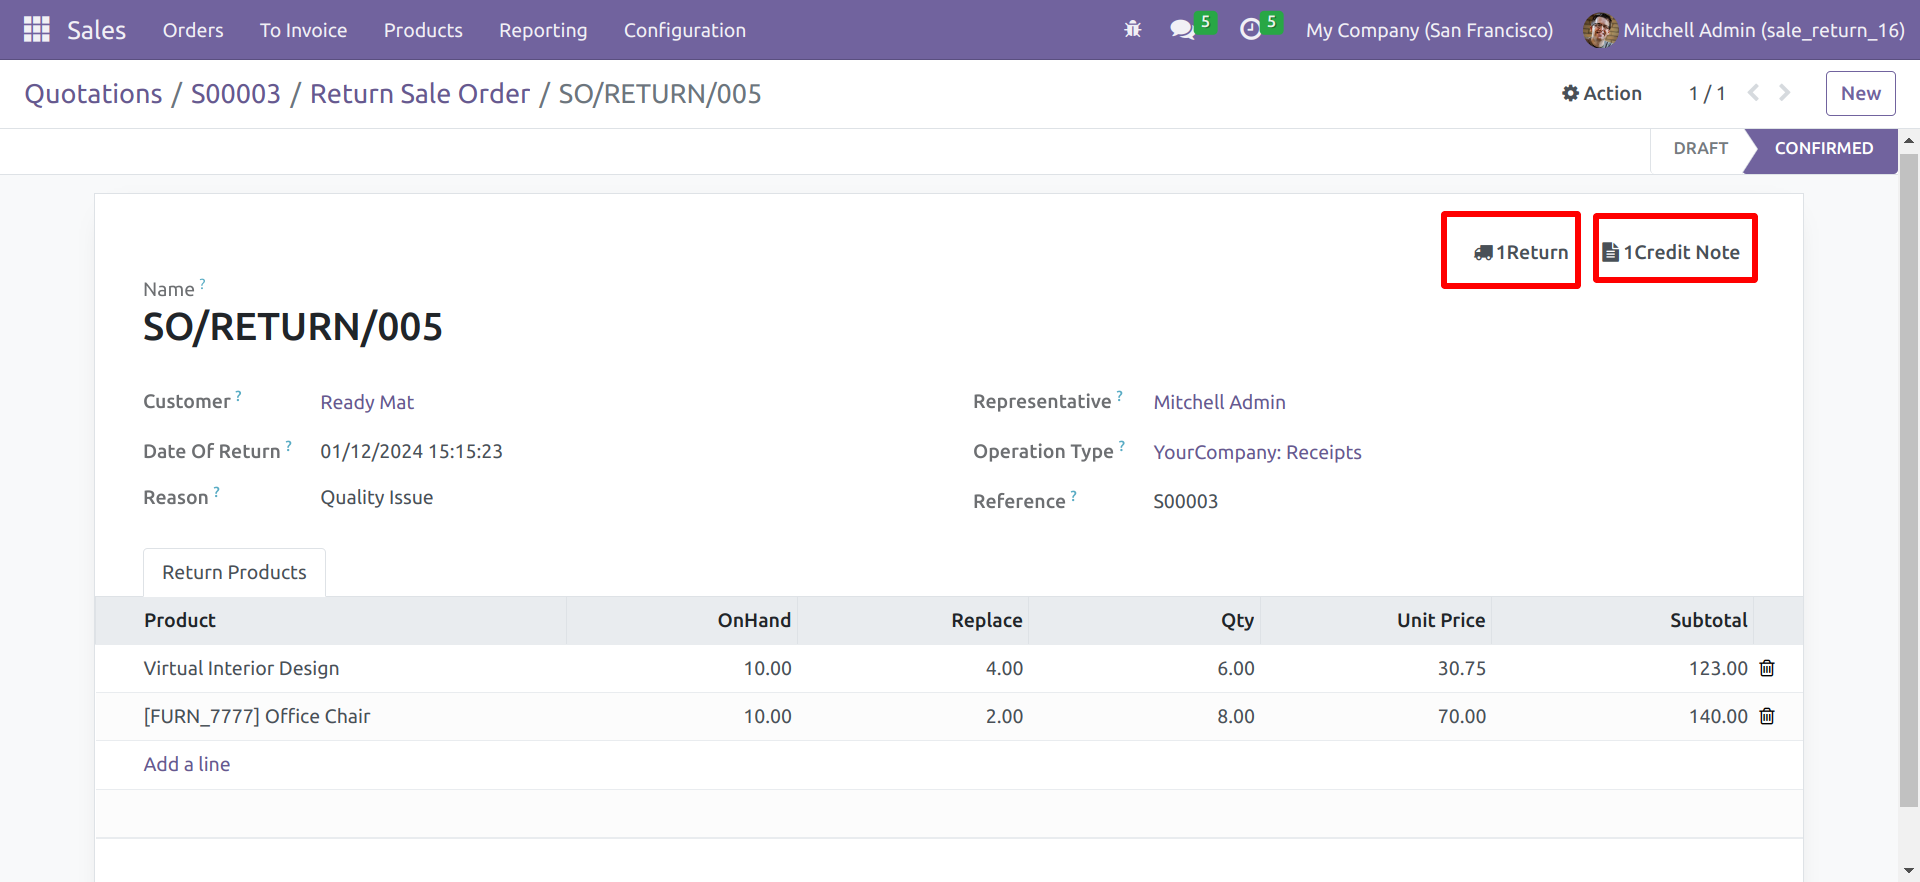 Sales Orders To Invoice Products Reporting Configuration 5 5 My Company (San Francisco) Mitchell Admin (sale_return_16)
Quotations / S00003 / Return Sale Order / SO/RETURN/005 Action 1 / 1 New
DRAFT CONFIRMED
1Return 1Credit Note
Name ?
SO/RETURN/005
Customer ? Ready Mat Representative ? Mitchell Admin
Date Of Return ? 01/12/2024 15:15:23 Operation Type ? YourCompany: Receipts
Reason ? Quality Issue Reference ? S00003
Return Products
Product OnHand Replace Qty Unit Price Subtotal
Virtual Interior Design 10.00 4.00 6.00 30.75 123.00
[FURN_7777] Office Chair 10.00 2.00 8.00 70.00 140.00
Add a line